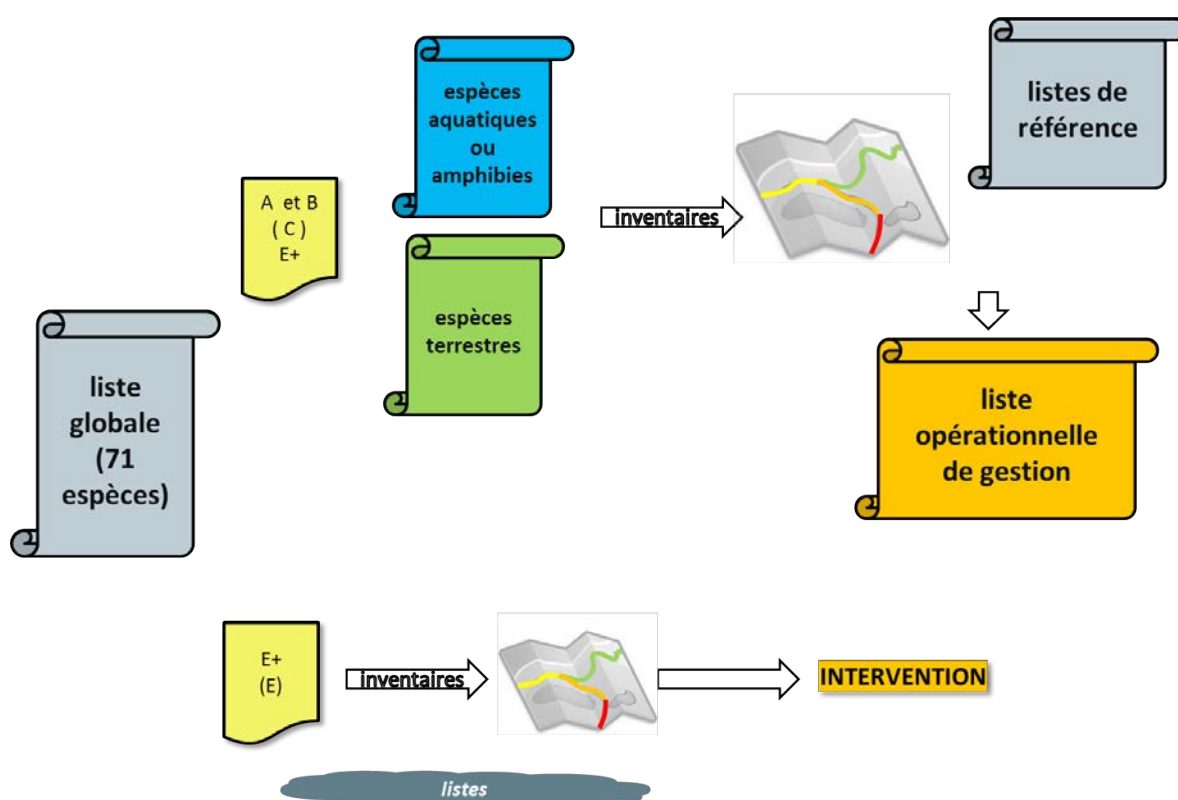 espèces
aquatiques
ou
amphibies
listes de
référence
A et B
( C )
E+
inventaires
espèces
terrestres
liste
globale
(71
espèces)
liste
opérationnelle
de gestion
E+
(E)
inventaires
INTERVENTION
listes